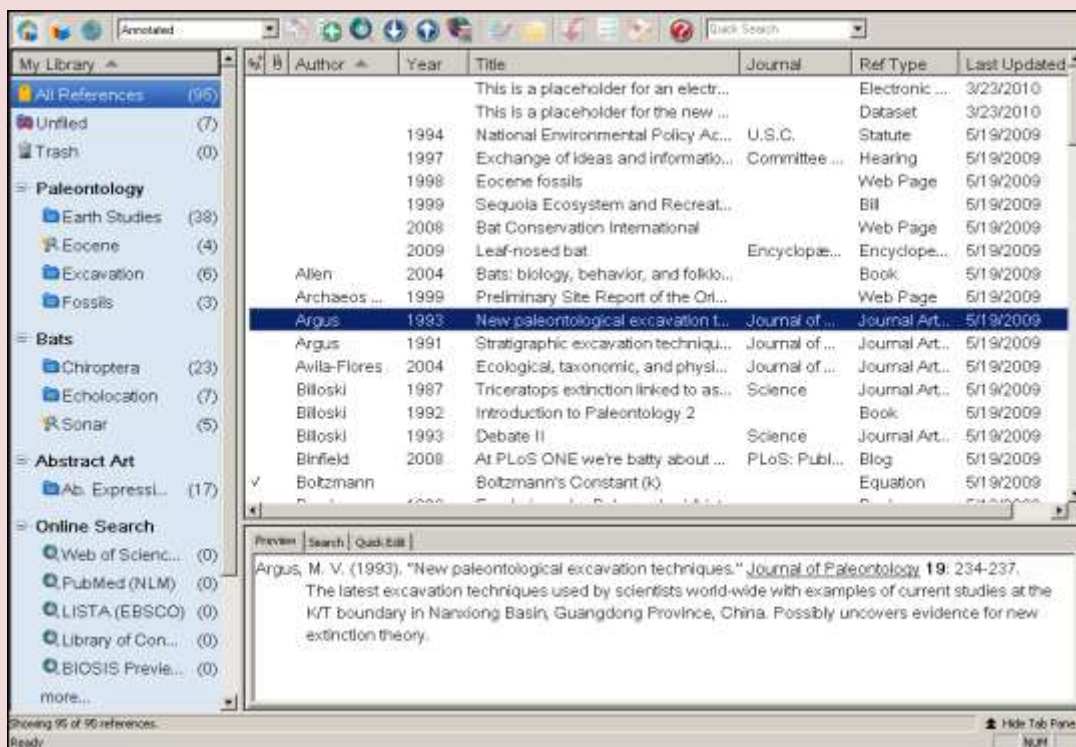 Annotated
Quick Search
My Library
All References (95)
Unfiled (7)
Trash (0)
Paleontology
Earth Studies (38)
Eocene (4)
Excavation (6)
Fossils (3)
Bats
Chiroptera (23)
Echolocation (7)
Sonar (5)
Abstract Art
Ab. Expressi... (17)
Online Search
Web of Scienc... (0)
PubMed (NLM) (0)
LISTA (EBSCO) (0)
Library of Con... (0)
BIOSIS Previe... (0)
more...
Author Year Title Journal Ref Type Last Updated
This is a placeholder for an electr... Electronic ... 3/23/2010
This is a placeholder for the new ... Dataset 3/23/2010
1994 National Environmental Policy Ac... U.S.C. Statute 5/19/2009
1997 Exchange of ideas and informatio... Committee ... Hearing 5/19/2009
1998 Eocene fossils Web Page 5/19/2009
1999 Sequoia Ecosystem and Recreat... Bill 5/19/2009
2008 Bat Conservation International Web Page 5/19/2009
2009 Leaf-nosed bat Encyclopæ... Encyclope... 5/19/2009
Allen 2004 Bats: biology, behavior, and folklo... Book 5/19/2009
Archaeos ... 1999 Preliminary Site Report of the Ori... Web Page 5/19/2009
Argus 1993 New paleontological excavation t... Journal of ... Journal Art... 5/19/2009
Argus 1991 Stratigraphic excavation techniqu... Journal of ... Journal Art... 5/19/2009
Avila-Flores 2004 Ecological, taxonomic, and physi... Journal of ... Journal Art... 5/19/2009
Billoski 1987 Triceratops extinction linked to as... Science Journal Art... 5/19/2009
Billoski 1992 Introduction to Paleontology 2 Book 5/19/2009
Billoski 1993 Debate II Science Journal Art... 5/19/2009
Binfield 2008 At PLoS ONE we're batty about ... PLoS: Publ... Blog 5/19/2009
Boltzmann Boltzmann's Constant (k) Equation 5/19/2009
Preview Search Quick Edit
Argus, M. V. (1993). "New paleontological excavation techniques." Journal of Paleontology 19: 234-237.
The latest excavation techniques used by scientists world-wide with examples of current studies at the
K/T boundary in Nanxiong Basin, Guangdong Province, China. Possibly uncovers evidence for new
extinction theory.
Showing 95 of 95 references.
Hide Tab Pane
Ready
NUM